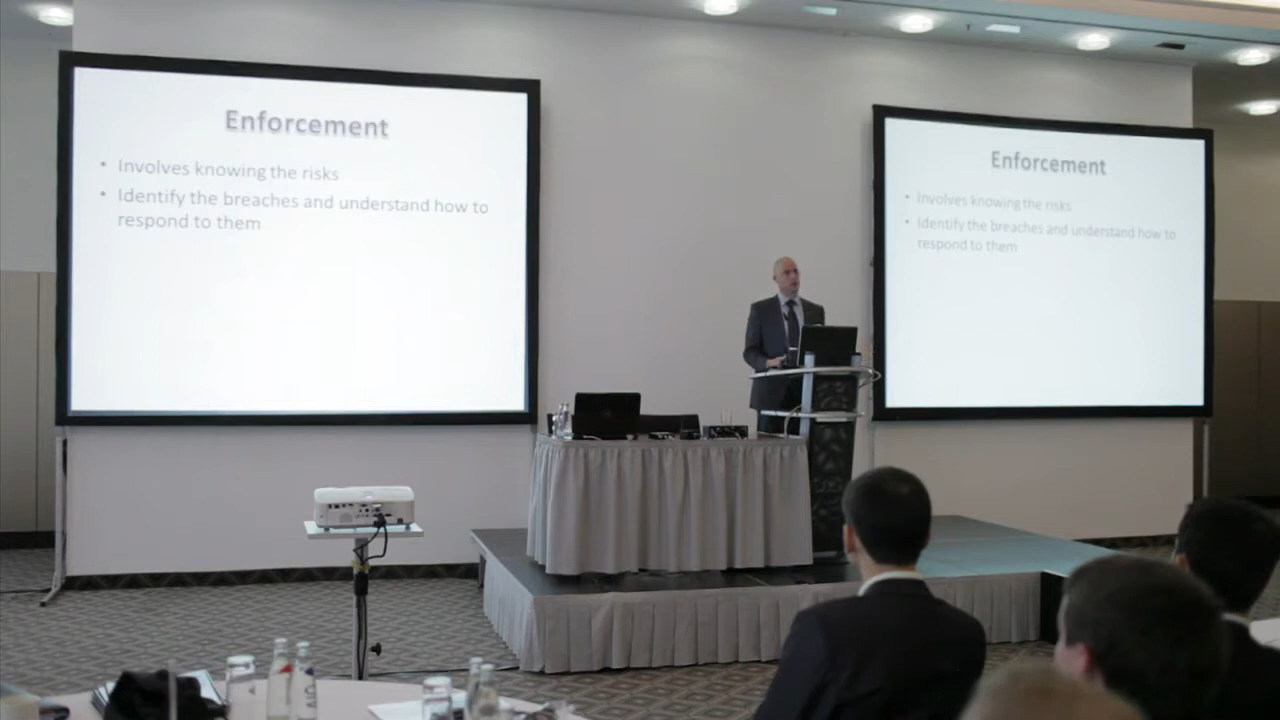 Enforcement
• Involves knowing the risks
• Identify the breaches and understand how to
respond to them
Enforcement
• Involves knowing the risks
• Identify the breaches and understand how to
respond to them